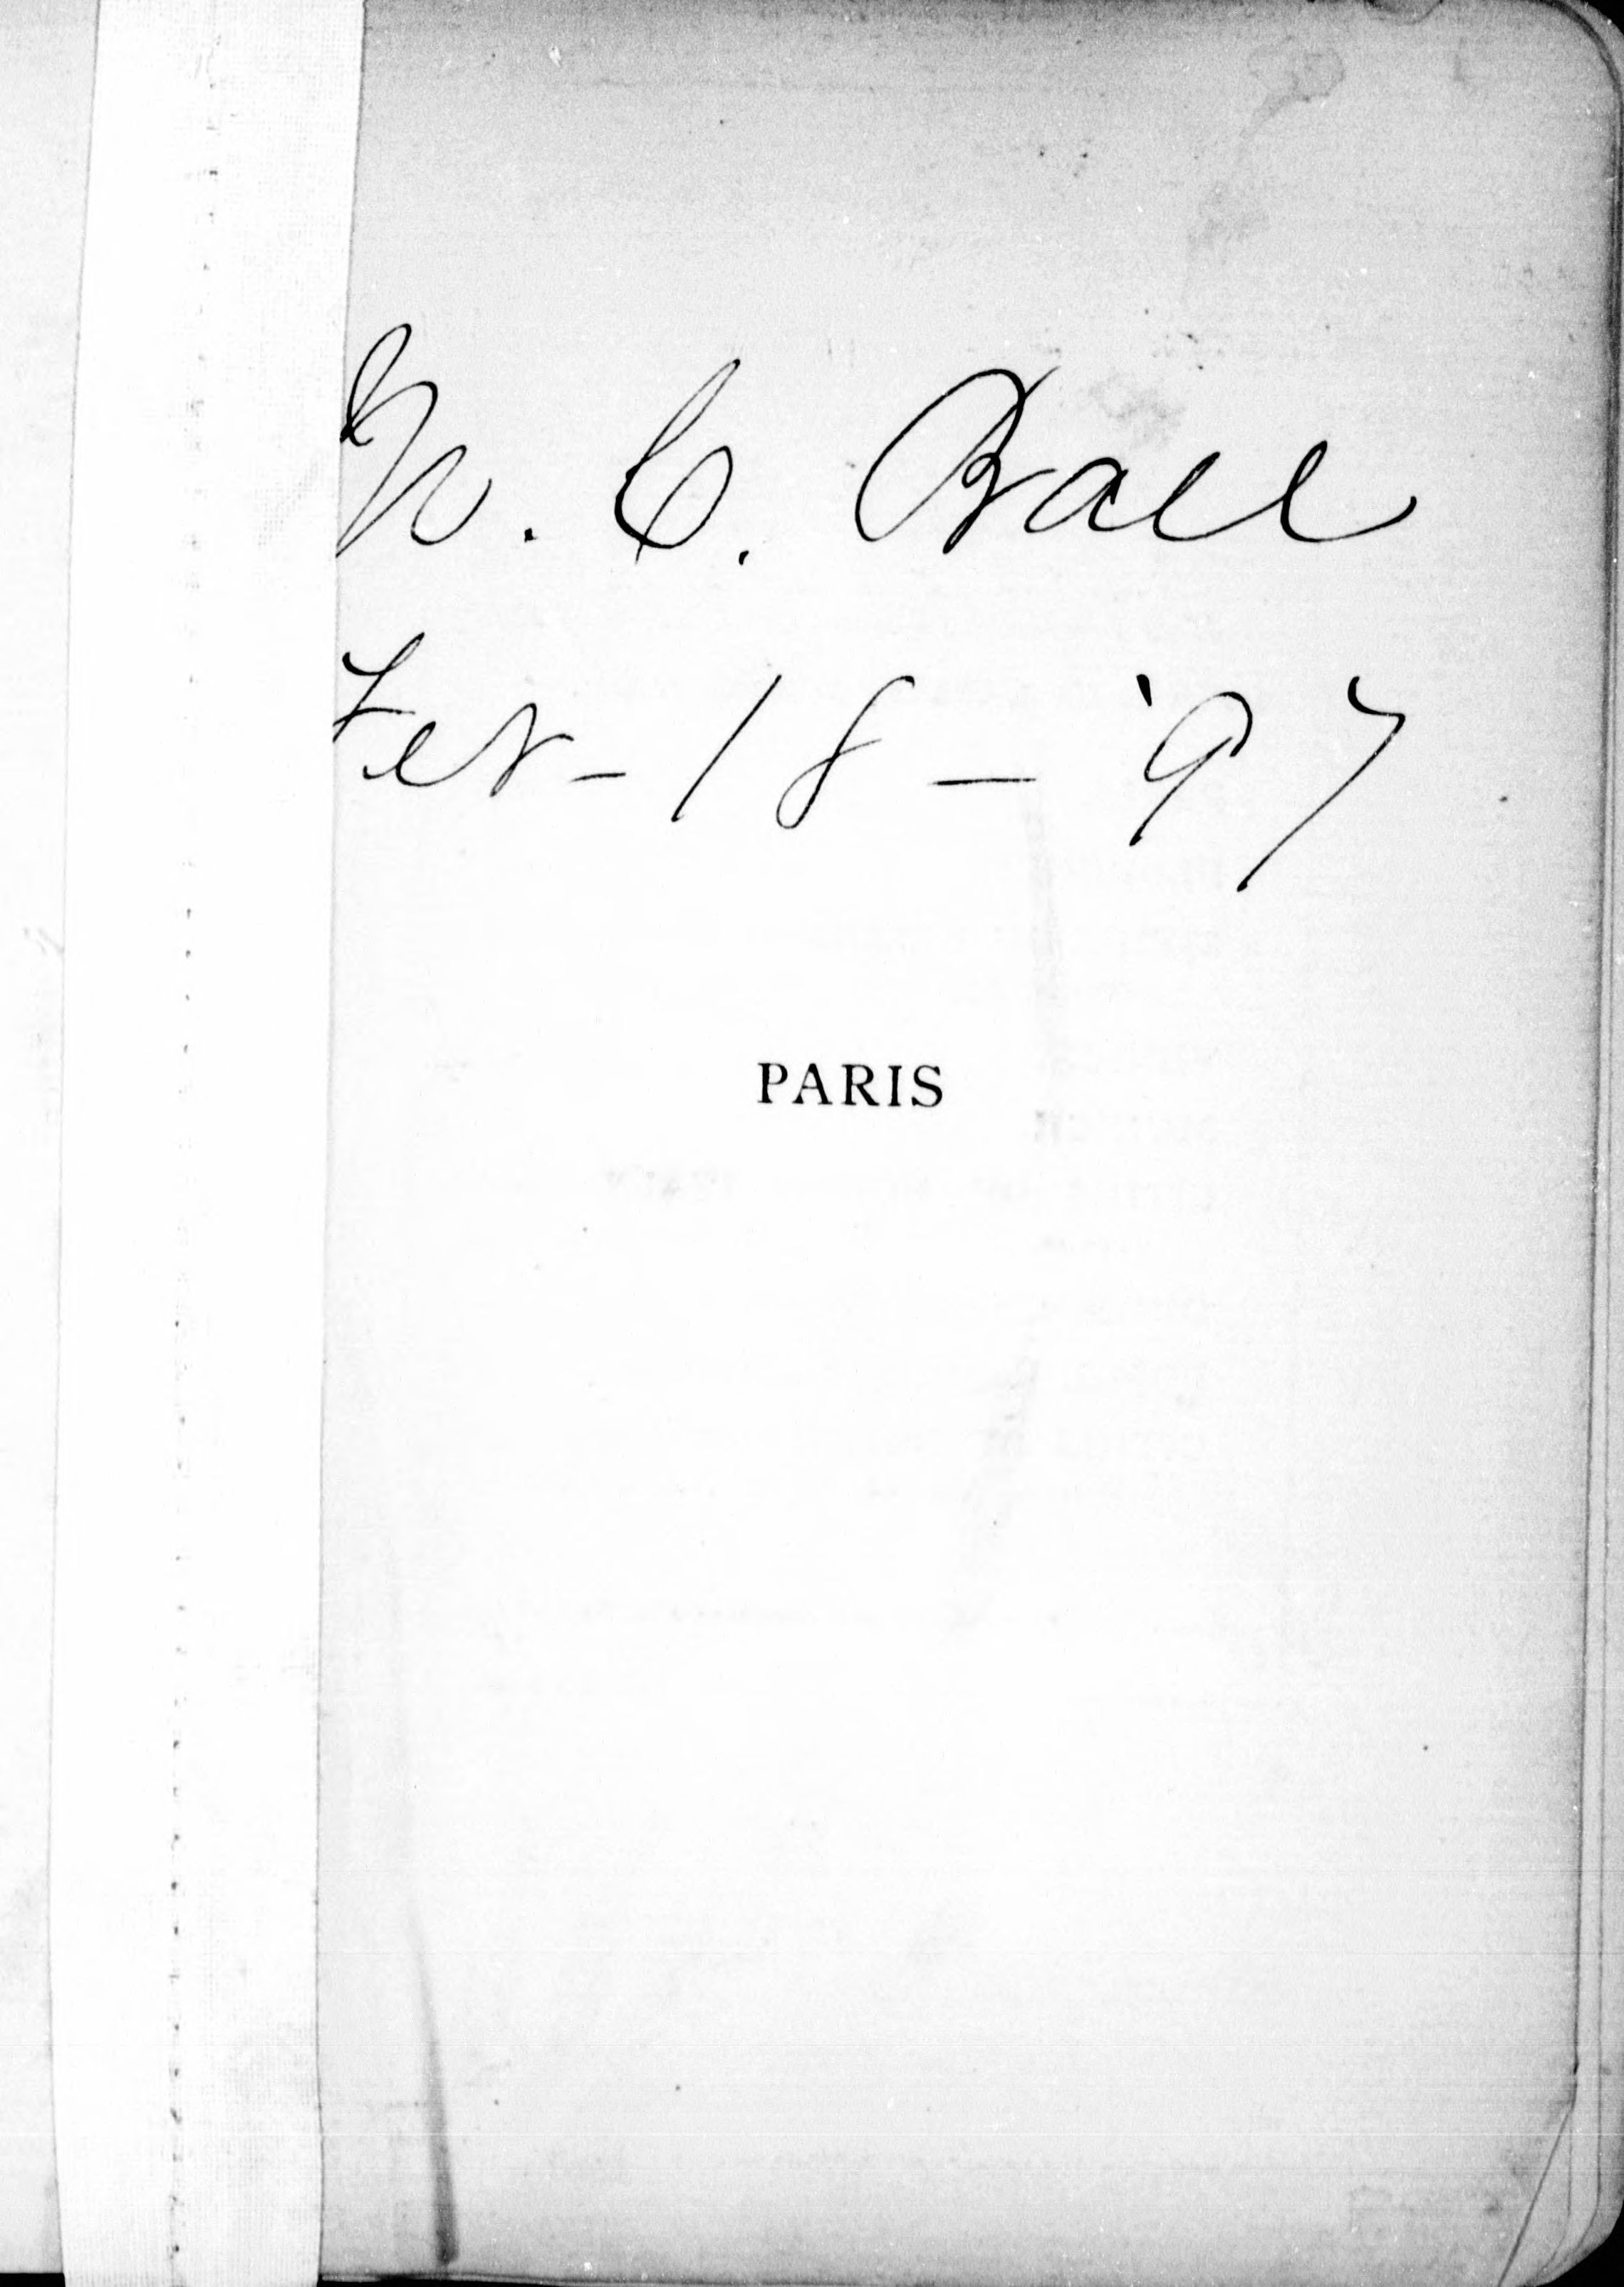 N. C. Ball
Feb - 18 - '97
PARIS